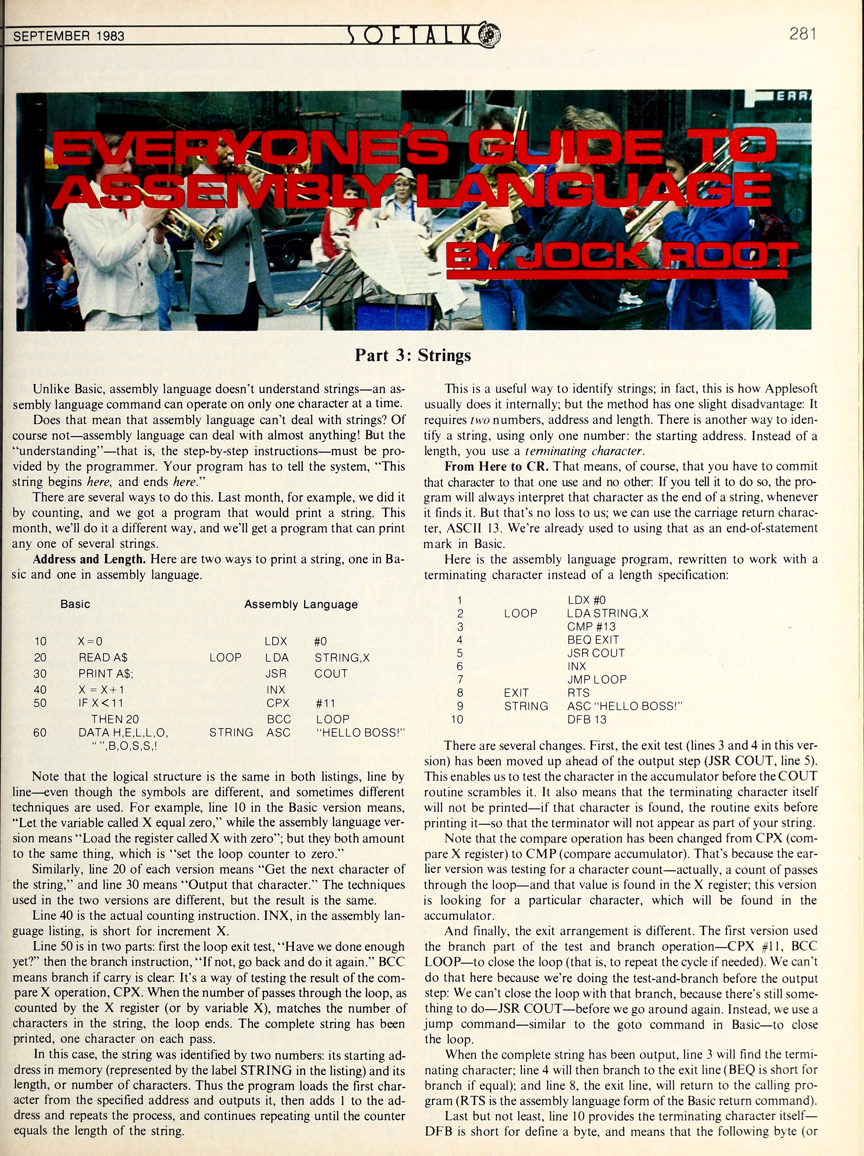 SEPTEMBER 1983
SOFTALK
281
ERRA
EVERYONE'S GUIDE TO
ASSEMBLY LANGUAGE
BY JOCK ROOT
Part 3: Strings
Unlike Basic, assembly language doesn't understand strings—an as-
sembly language command can operate on only one character at a time.
Does that mean that assembly language can't deal with strings? Of
course not—assembly language can deal with almost anything! But the
"understanding"—that is, the step-by-step instructions—must be pro-
vided by the programmer. Your program has to tell the system, "This
string begins here, and ends here."
There are several ways to do this. Last month, for example, we did it
by counting, and we got a program that would print a string. This
month, we'll do it a different way, and we'll get a program that can print
any one of several strings.
Address and Length. Here are two ways to print a string, one in Ba-
sic and one in assembly language.
Basic Assembly Language
10 X=0 LDX #0
20 READ A$ LOOP LDA STRING,X
30 PRINT A$; JSR COUT
40 X = X+1 INX
50 IF X<11 CPX #11
THEN 20 BCC LOOP
60 DATA H,E,L,L,O, STRING ASC "HELLO BOSS!"
" ",B,O,S,S,!
Note that the logical structure is the same in both listings, line by
line—even though the symbols are different, and sometimes different
techniques are used. For example, line 10 in the Basic version means,
"Let the variable called X equal zero," while the assembly language ver-
sion means "Load the register called X with zero"; but they both amount
to the same thing, which is "set the loop counter to zero."
Similarly, line 20 of each version means "Get the next character of
the string," and line 30 means "Output that character." The techniques
used in the two versions are different, but the result is the same.
Line 40 is the actual counting instruction. INX, in the assembly lan-
guage listing, is short for increment X.
Line 50 is in two parts: first the loop exit test, "Have we done enough
yet?" then the branch instruction, "If not, go back and do it again." BCC
means branch if carry is clear: It's a way of testing the result of the com-
pare X operation, CPX. When the number of passes through the loop, as
counted by the X register (or by variable X), matches the number of
characters in the string, the loop ends. The complete string has been
printed, one character on each pass.
In this case, the string was identified by two numbers: its starting ad-
dress in memory (represented by the label STRING in the listing) and its
length, or number of characters. Thus the program loads the first char-
acter from the specified address and outputs it, then adds 1 to the ad-
dress and repeats the process, and continues repeating until the counter
equals the length of the string.
This is a useful way to identify strings; in fact, this is how Applesoft
usually does it internally; but the method has one slight disadvantage: It
requires two numbers, address and length. There is another way to iden-
tify a string, using only one number: the starting address. Instead of a
length, you use a terminating character.
From Here to CR. That means, of course, that you have to commit
that character to that one use and no other: If you tell it to do so, the pro-
gram will always interpret that character as the end of a string, whenever
it finds it. But that's no loss to us; we can use the carriage return charac-
ter, ASCII 13. We're already used to using that as an end-of-statement
mark in Basic.
Here is the assembly language program, rewritten to work with a
terminating character instead of a length specification:
1 LDX #0
2 LOOP LDA STRING,X
3 CMP #13
4 BEQ EXIT
5 JSR COUT
6 INX
7 JMP LOOP
8 EXIT RTS
9 STRING ASC "HELLO BOSS!"
10 DFB 13
There are several changes. First, the exit test (lines 3 and 4 in this ver-
sion) has been moved up ahead of the output step (JSR COUT, line 5).
This enables us to test the character in the accumulator before the COUT
routine scrambles it. It also means that the terminating character itself
will not be printed—if that character is found, the routine exits before
printing it—so that the terminator will not appear as part of your string.
Note that the compare operation has been changed from CPX (com-
pare X register) to CMP (compare accumulator). That's because the ear-
lier version was testing for a character count—actually, a count of passes
through the loop—and that value is found in the X register; this version
is looking for a particular character, which will be found in the
accumulator.
And finally, the exit arrangement is different. The first version used
the branch part of the test and branch operation—CPX #11, BCC
LOOP—to close the loop (that is, to repeat the cycle if needed). We can't
do that here because we're doing the test-and-branch before the output
step: We can't close the loop with that branch, because there's still some-
thing to do—JSR COUT—before we go around again. Instead, we use a
jump command—similar to the goto command in Basic—to close
the loop.
When the complete string has been output, line 3 will find the termi-
nating character; line 4 will then branch to the exit line (BEQ is short for
branch if equal); and line 8, the exit line, will return to the calling pro-
gram (RTS is the assembly language form of the Basic return command).
Last but not least, line 10 provides the terminating character itself—
DFB is short for define a byte, and means that the following byte (or